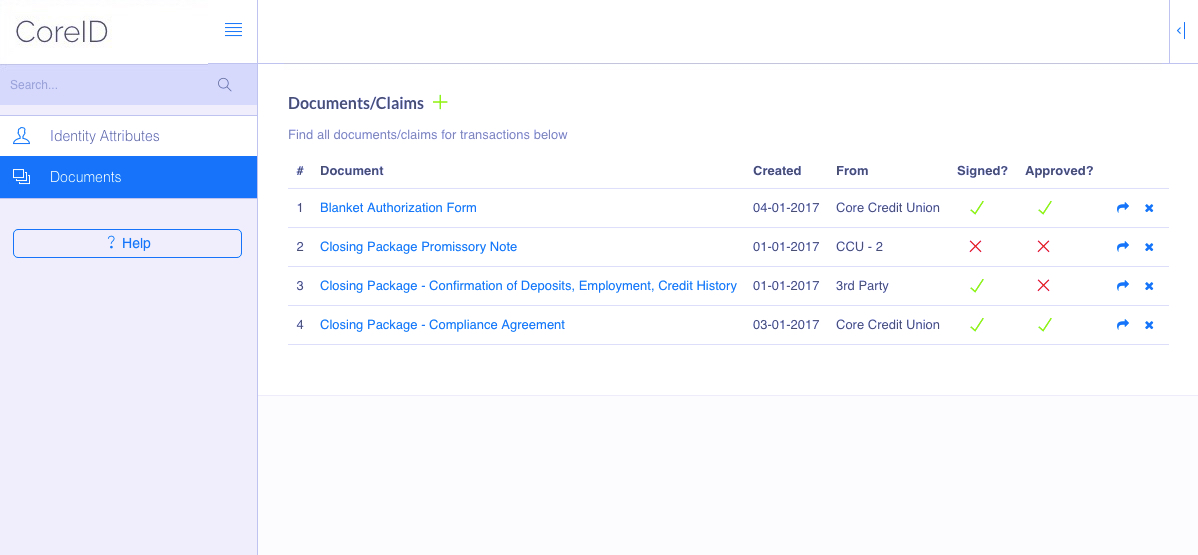 CoreID
Search...
Identity Attributes
Documents
? Help
Documents/Claims +
Find all documents/claims for transactions below
# Document Created From Signed? Approved?
1 Blanket Authorization Form 04-01-2017 Core Credit Union
2 Closing Package Promissory Note 01-01-2017 CCU - 2
3 Closing Package - Confirmation of Deposits, Employment, Credit History 01-01-2017 3rd Party
4 Closing Package - Compliance Agreement 03-01-2017 Core Credit Union